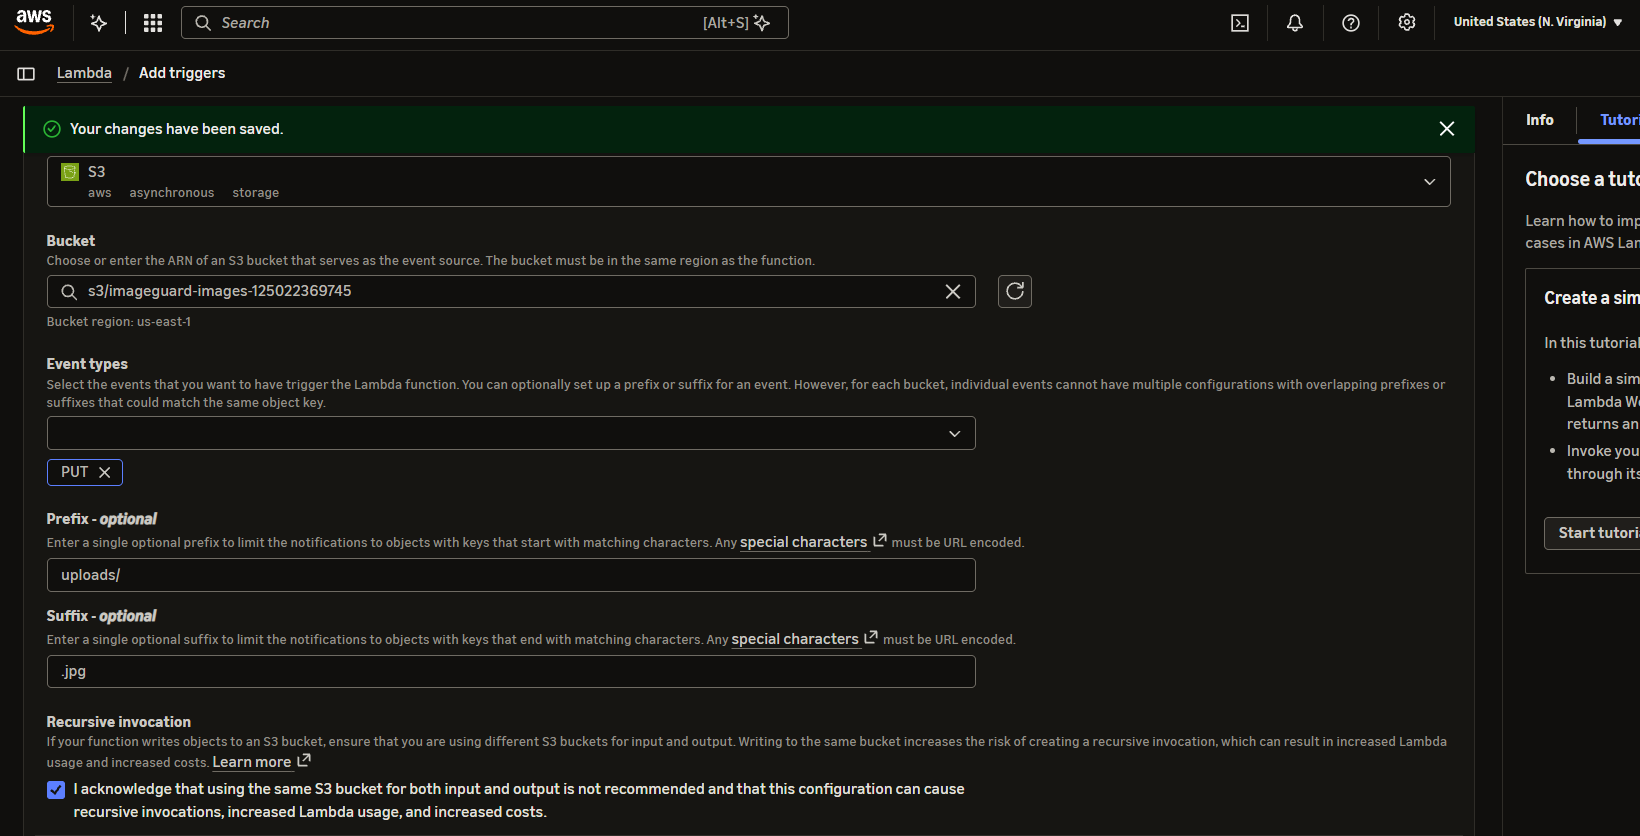 aws
Search
[Alt+S]
United States (N. Virginia)
Lambda / Add triggers
Your changes have been saved.
S3
aws asynchronous storage
Bucket
Choose or enter the ARN of an S3 bucket that serves as the event source. The bucket must be in the same region as the function.
s3/imageguard-images-125022369745
Bucket region: us-east-1
Event types
Select the events that you want to have trigger the Lambda function. You can optionally set up a prefix or suffix for an event. However, for each bucket, individual events cannot have multiple configurations with overlapping prefixes or
suffixes that could match the same object key.
PUT
Prefix - optional
Enter a single optional prefix to limit the notifications to objects with keys that start with matching characters. Any special characters must be URL encoded.
uploads/
Suffix - optional
Enter a single optional suffix to limit the notifications to objects with keys that end with matching characters. Any special characters must be URL encoded.
.jpg
Recursive invocation
If your function writes objects to an S3 bucket, ensure that you are using different S3 buckets for input and output. Writing to the same bucket increases the risk of creating a recursive invocation, which can result in increased Lambda
usage and increased costs. Learn more
I acknowledge that using the same S3 bucket for both input and output is not recommended and that this configuration can cause
recursive invocations, increased Lambda usage, and increased costs.
Info
Tutori
Choose a tuto
Learn how to imp
cases in AWS Lan
Create a sim
In this tutorial
• Build a sim
Lambda We
returns an
• Invoke you
through its
Start tutoria